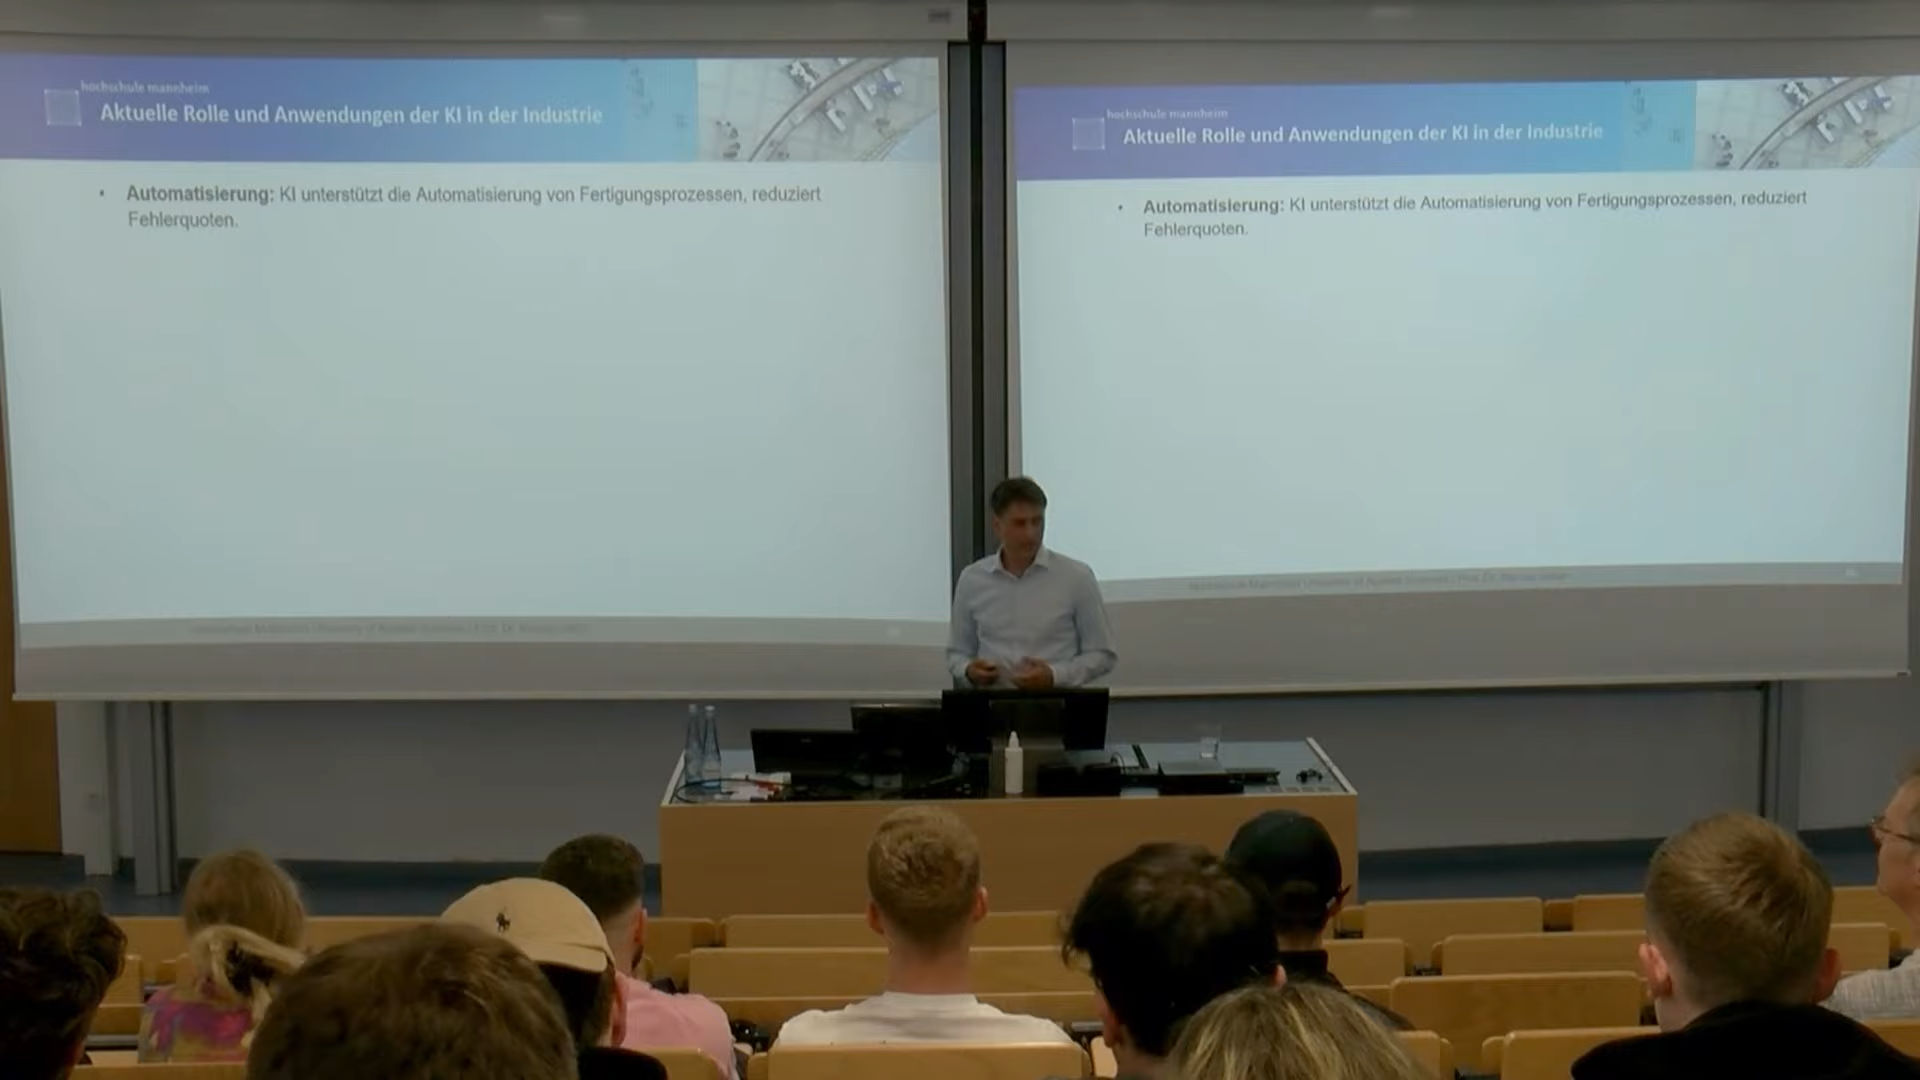 hochschule mannheim
Aktuelle Rolle und Anwendungen der KI in der Industrie
• Automatisierung: KI unterstützt die Automatisierung von Fertigungsprozessen, reduziert
Fehlerquoten.
hochschule mannheim
Aktuelle Rolle und Anwendungen der KI in der Industrie
• Automatisierung: KI unterstützt die Automatisierung von Fertigungsprozessen, reduziert
Fehlerquoten.